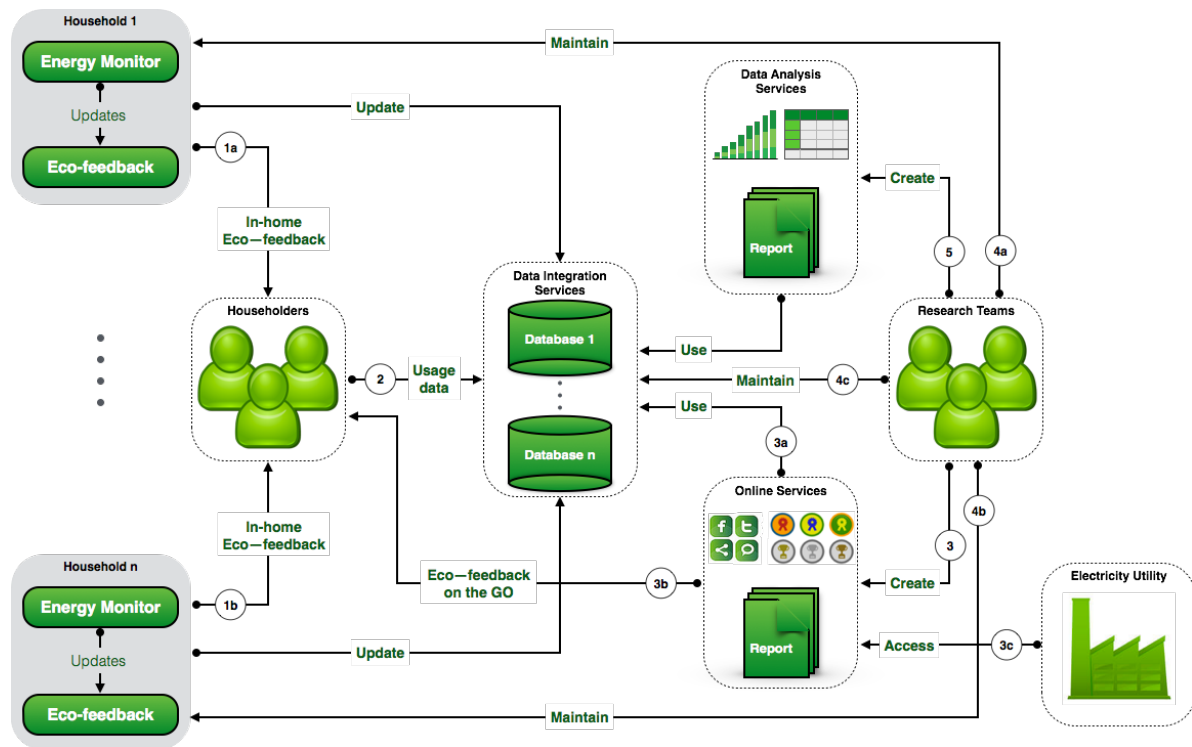 Household 1
Energy Monitor
Updates
Eco-feedback
Maintain
Update
1a
In-home
Eco—feedback
Data Analysis
Services
Report
Create
5
4a
Householders
2
Usage
data
Data Integration
Services
Database 1
Database n
Use
Maintain
4c
Use
3a
Research Teams
Online Services
f
t
Report
3
4b
Create
Access
3c
Electricity Utility
In-home
Eco—feedback
1b
Eco—feedback
on the GO
3b
Household n
Energy Monitor
Updates
Eco-feedback
Update
Maintain